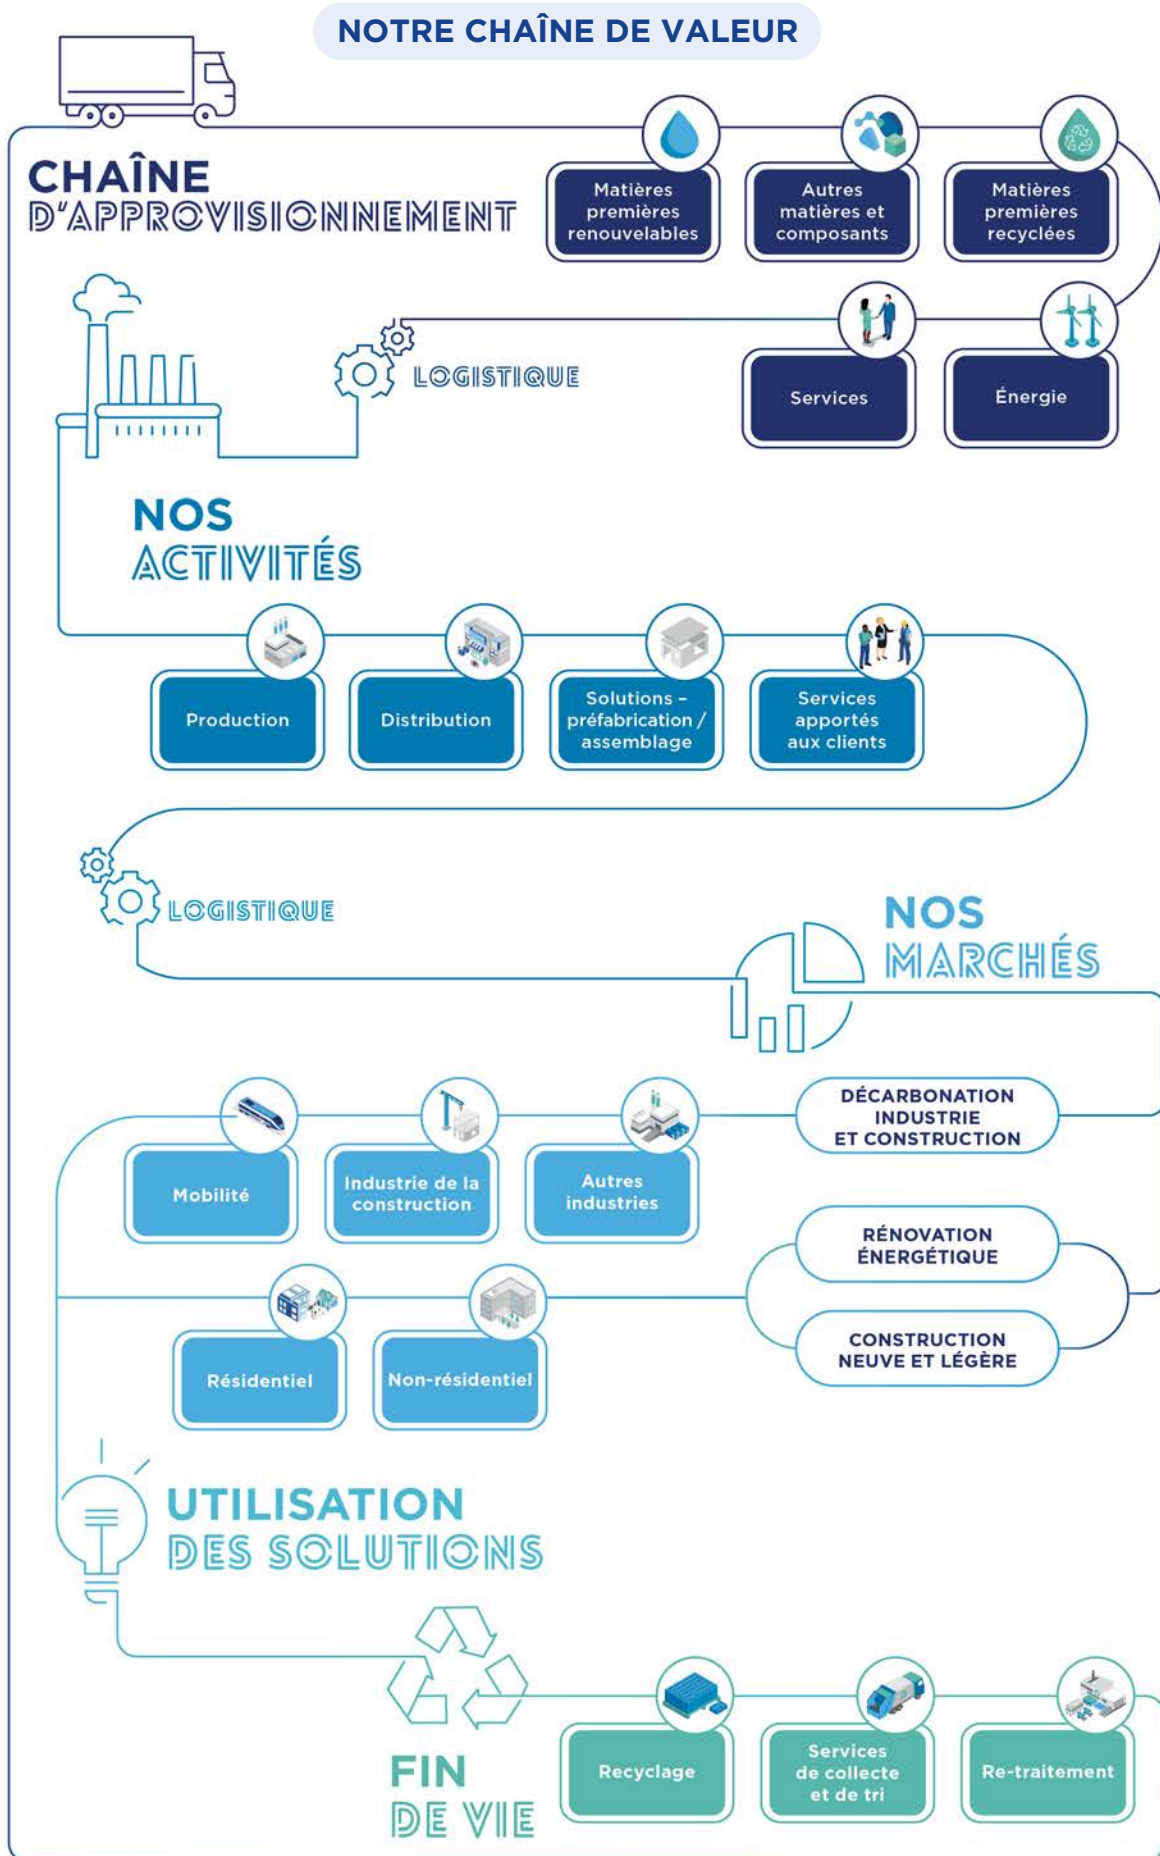 NOTRE CHAÎNE DE VALEUR
CHAÎNE
D'APPROVISIONNEMENT
Matières
premières
renouvelables
Autres
matières et
composants
Matières
premières
recyclées
LOGISTIQUE
Services
Énergie
NOS
ACTIVITÉS
Production
Distribution
Solutions –
préfabrication /
assemblage
Services
apportés
aux clients
LOGISTIQUE
NOS
MARCHÉS
Mobilité
Industrie de la
construction
Autres
industries
DÉCARBONATION
INDUSTRIE
ET CONSTRUCTION
RÉNOVATION
ÉNERGÉTIQUE
Résidentiel
Non-résidentiel
CONSTRUCTION
NEUVE ET LÉGÈRE
UTILISATION
DES SOLUTIONS
FIN
DE VIE
Recyclage
Services
de collecte
et de tri
Re-traitement